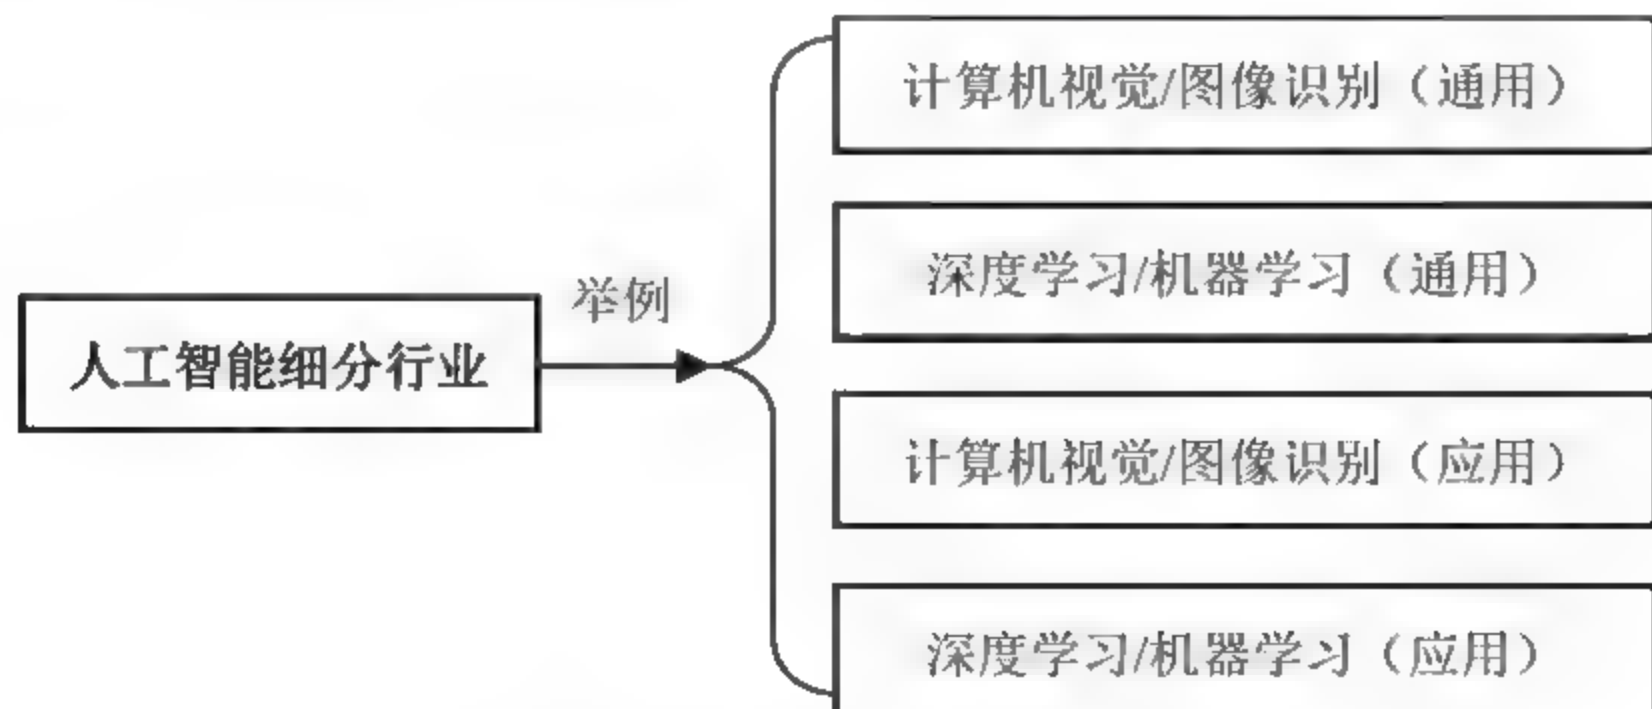 计算机视觉/图像识别（通用）
深度学习/机器学习（通用）
举例
人工智能细分行业
计算机视觉/图像识别（应用）
深度学习/机器学习（应用）